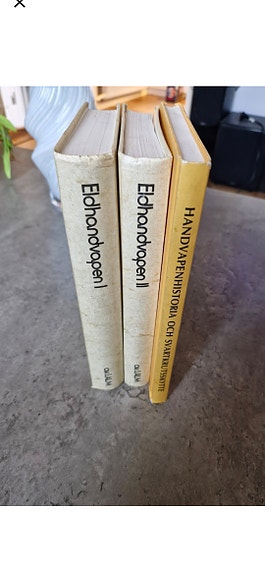 Eldhandvapen I
Eldhandvapen II
HANDVAPENHISTORIA OCH SVARTKRUTSSKYTTE